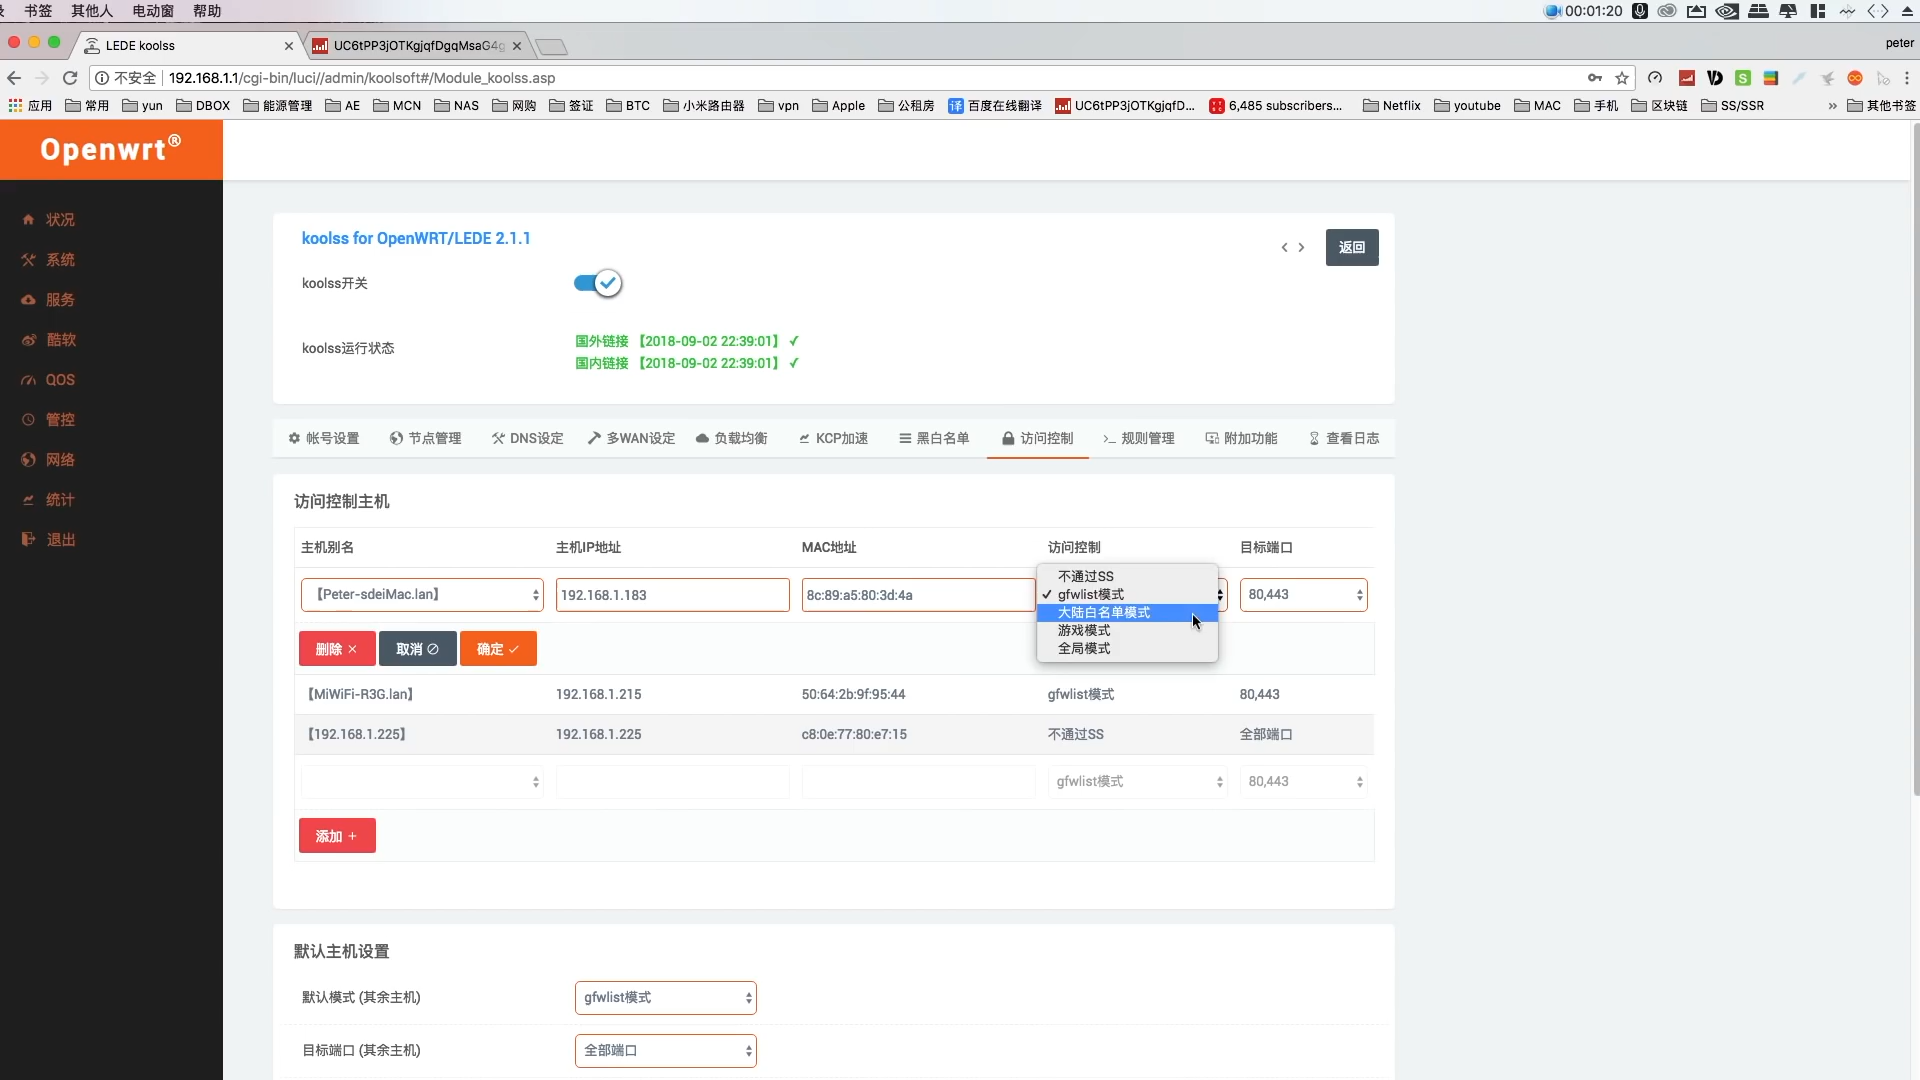 书签 其他人 电动窗 帮助 00:01:20
LEDE koolss UC6tPP3jOTKgjqfDgqMsaG4g peter
不安全 192.168.1.1/cgi-bin/luci//admin/koolsoft#/Module_koolss.asp
应用 常用 yun DBOX 能源管理 AE MCN NAS 网购 签证 BTC 小米路由器 vpn Apple 公租房 百度在线翻译 UC6tPP3jOTKgjqfD... 6,485 subscribers... Netflix youtube MAC 手机 区块链 SS/SSR » 其他书签
Openwrt®
状况
系统
服务
酷软
QOS
管控
网络
统计
退出
koolss for OpenWRT/LEDE 2.1.1
返回
koolss开关
koolss运行状态
国外链接 【2018-09-02 22:39:01】 ✓
国内链接 【2018-09-02 22:39:01】 ✓
帐号设置 节点管理 DNS设定 多WAN设定 负载均衡 KCP加速 黑白名单 访问控制 规则管理 附加功能 查看日志
访问控制主机
主机别名 主机IP地址 MAC地址 访问控制 目标端口
【Peter-sdeiMac.lan】 192.168.1.183 8c:89:a5:80:3d:4a 80,443
不通过SS
✓ gfwlist模式
大陆白名单模式
游戏模式
全局模式
删除 × 取消 确定 ✓
【MiWiFi-R3G.lan】 192.168.1.215 50:64:2b:9f:95:44 gfwlist模式 80,443
【192.168.1.225】 192.168.1.225 c8:0e:77:80:e7:15 不通过SS 全部端口
gfwlist模式 80,443
添加 +
默认主机设置
默认模式 (其余主机) gfwlist模式
目标端口 (其余主机) 全部端口